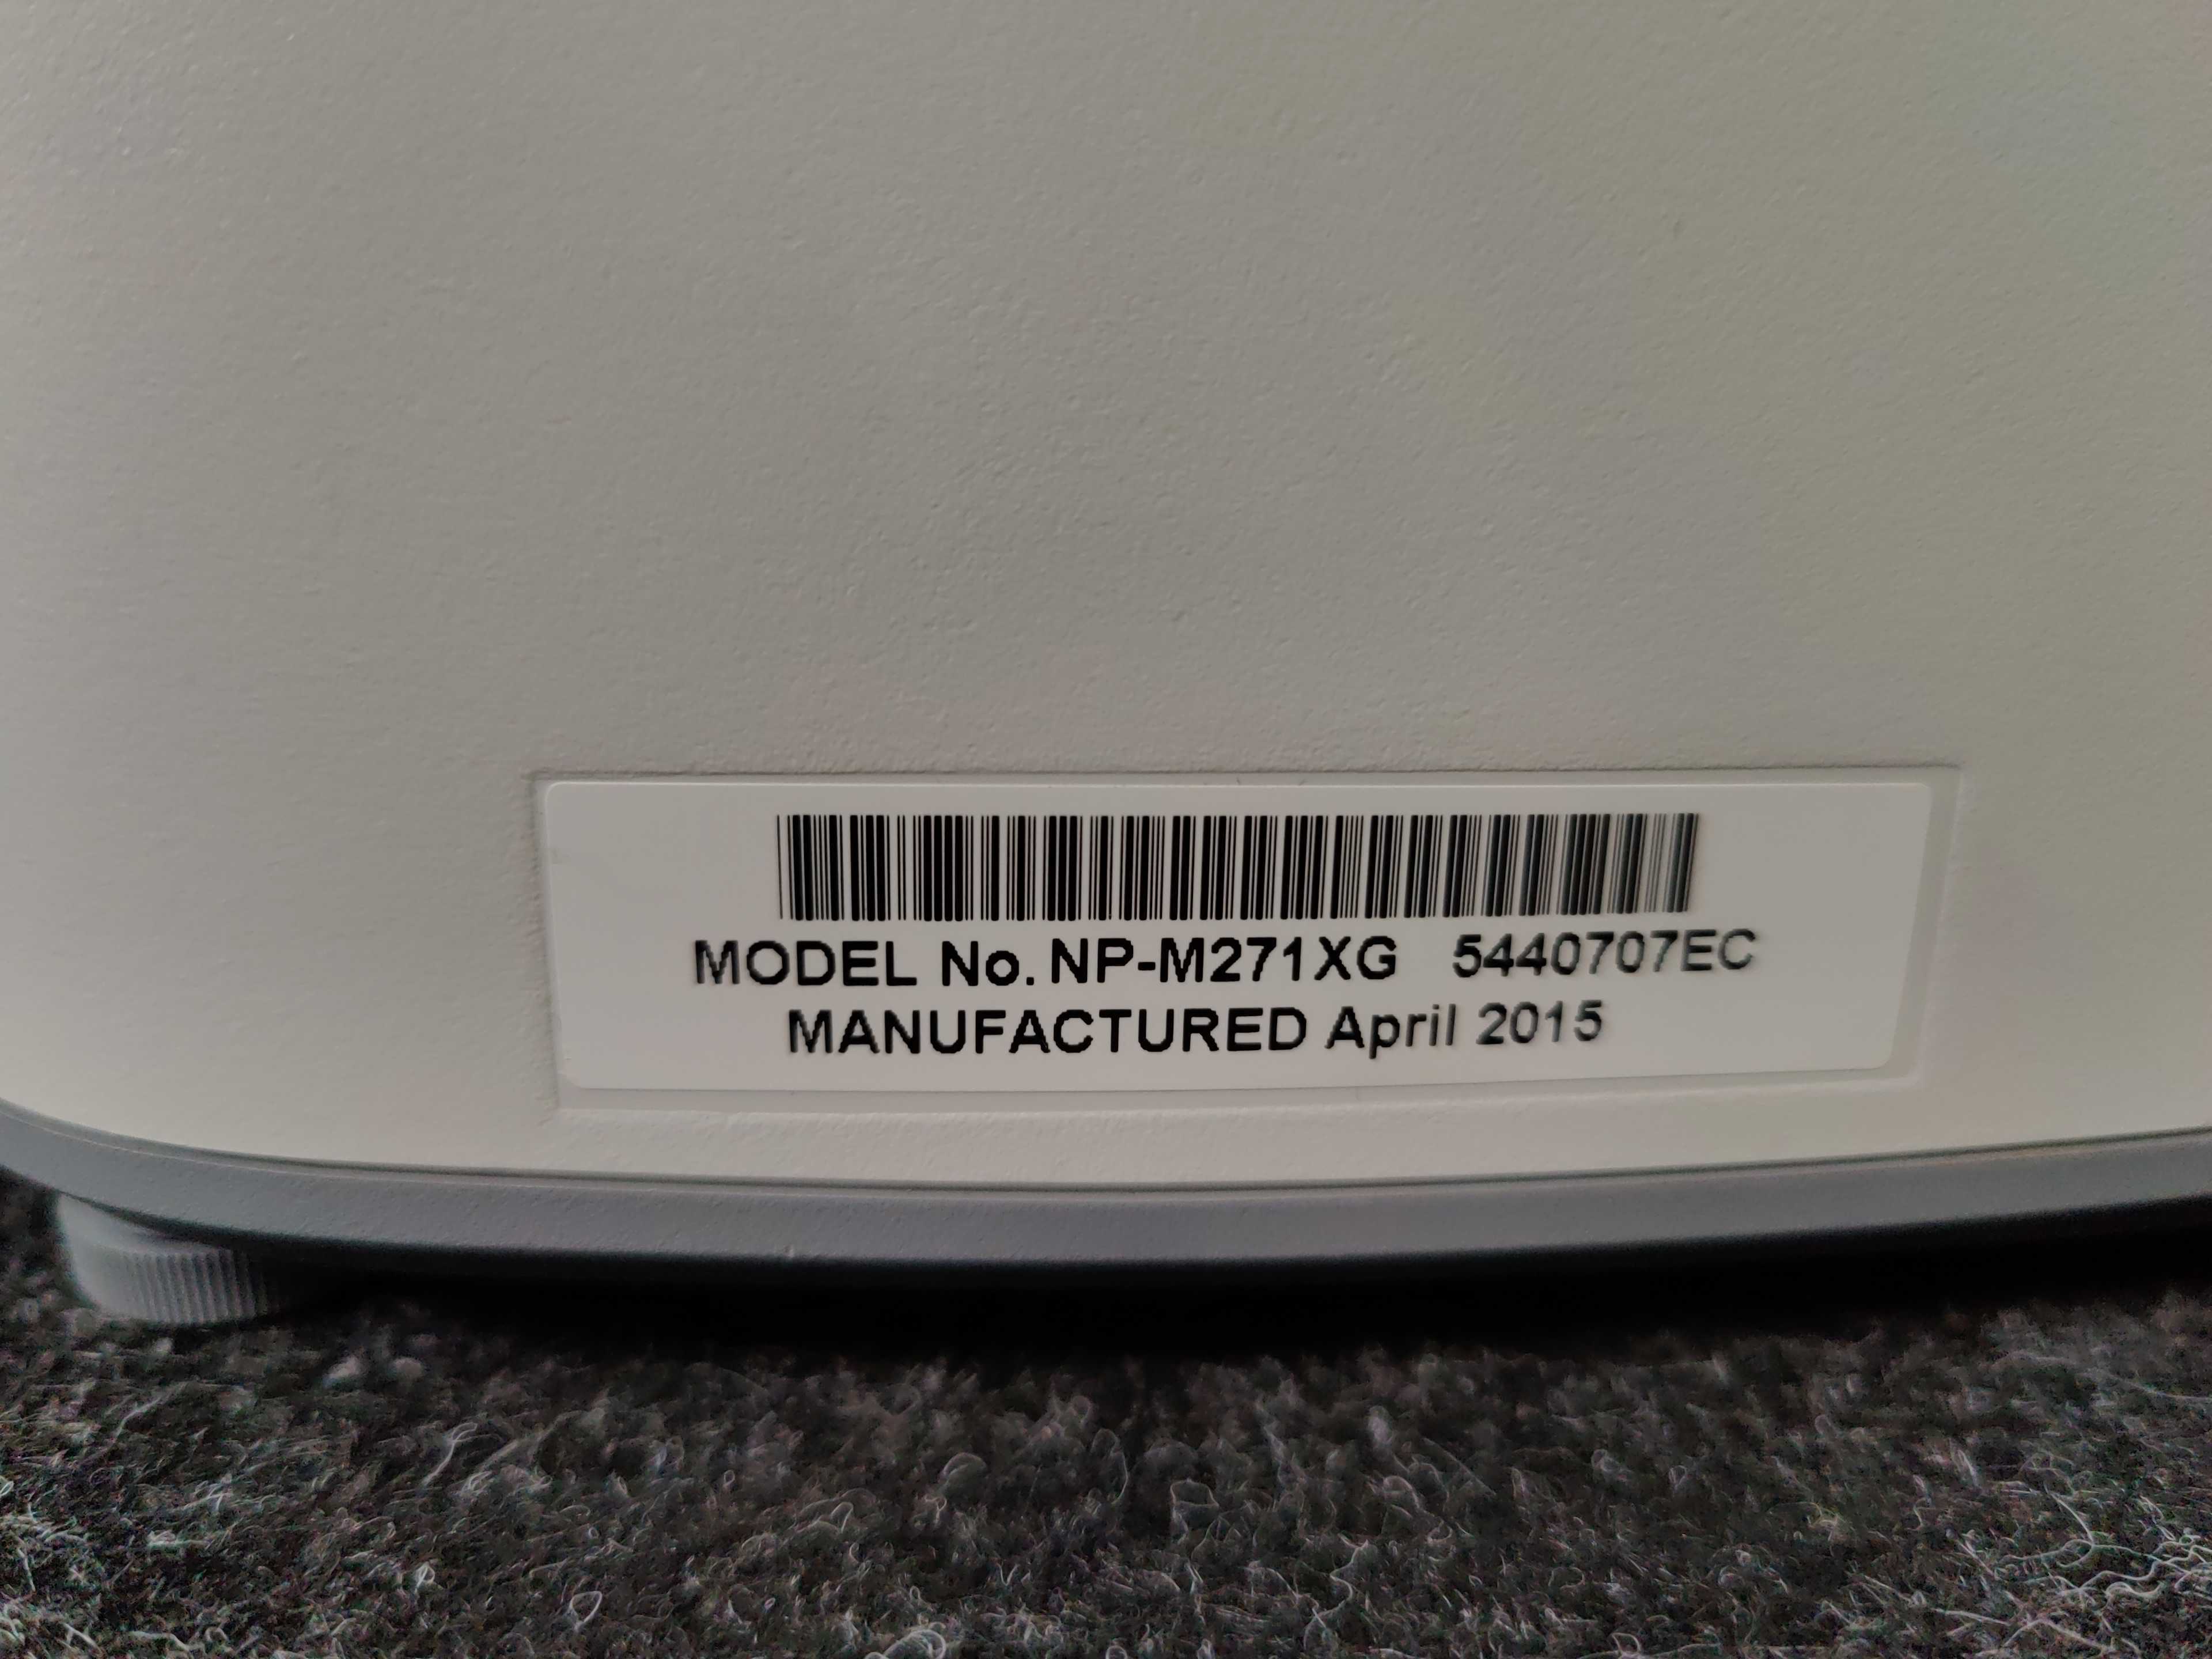 MODEL No. NP-M271XG 5440707EC
MANUFACTURED April 2015